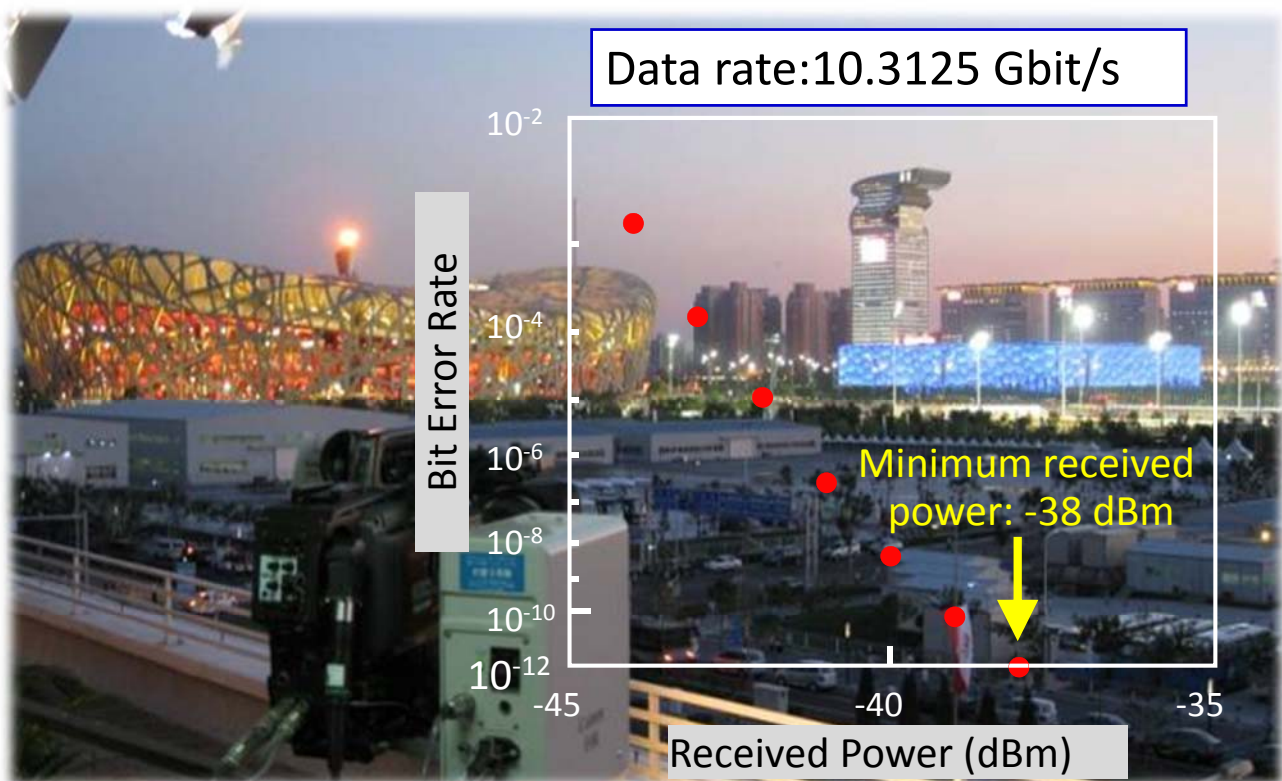 Data rate:10.3125 Gbit/s
10-2
10-4
10-6
10-8
10-10
10-12
Bit Error Rate
Minimum received
power: -38 dBm
-45
-40
-35
Received Power (dBm)